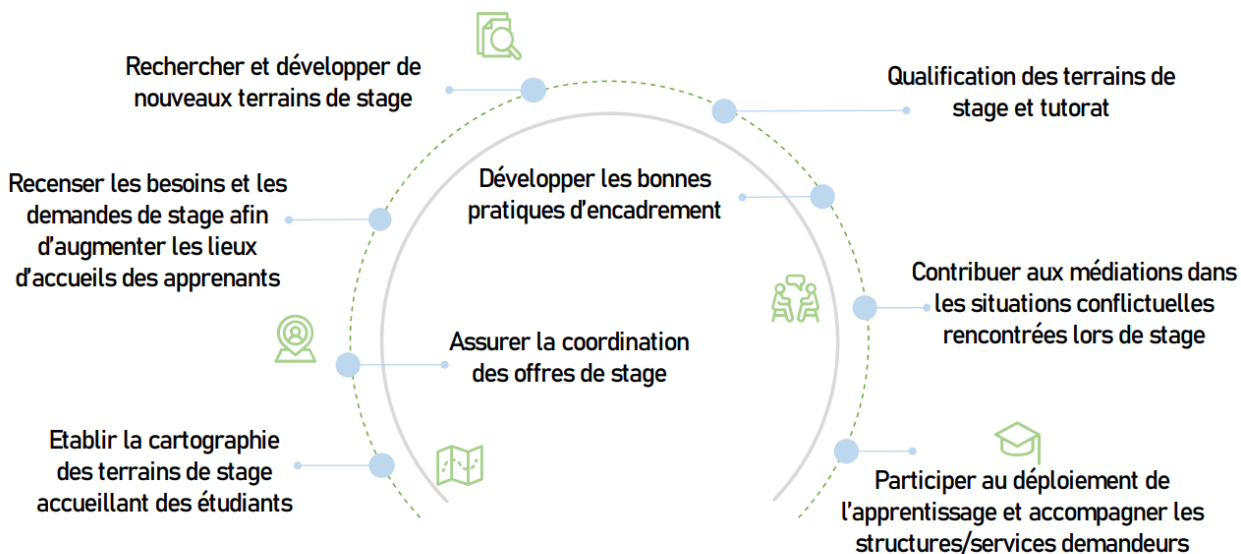 Rechercher et développer de
nouveaux terrains de stage
Qualification des terrains de
stage et tutorat
Recenser les besoins et les
demandes de stage afin
d'augmenter les lieux
d'accueils des apprenants
Développer les bonnes
pratiques d'encadrement
Contribuer aux médiations dans
les situations conflictuelles
rencontrées lors de stage
Assurer la coordination
des offres de stage
Etablir la cartographie
des terrains de stage
accueillant des étudiants
Participer au déploiement de
l'apprentissage et accompagner les
structures/services demandeurs